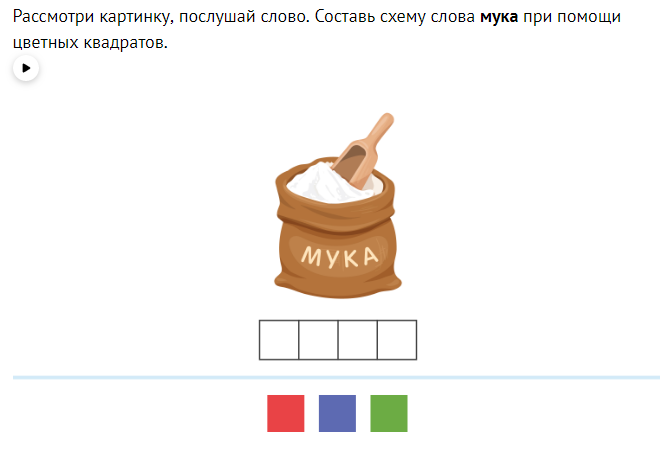 Рассмотри картинку, послушай слово. Составь схему слова мука при помощи
цветных квадратов.
МУКА